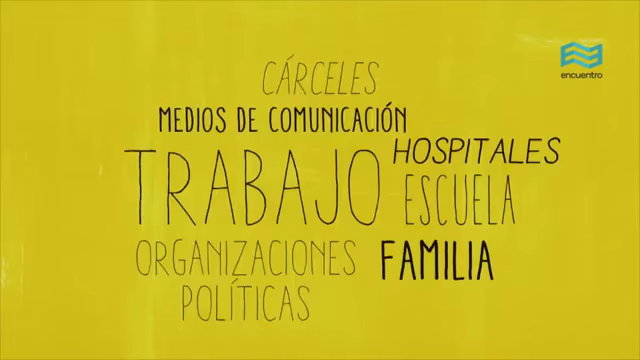 CÁRCELES
encuentro
MEDIOS DE COMUNICACIÓN
HOSPITALES
TRABAJO
ESCUELA
ORGANIZACIONES
POLÍTICAS
FAMILIA